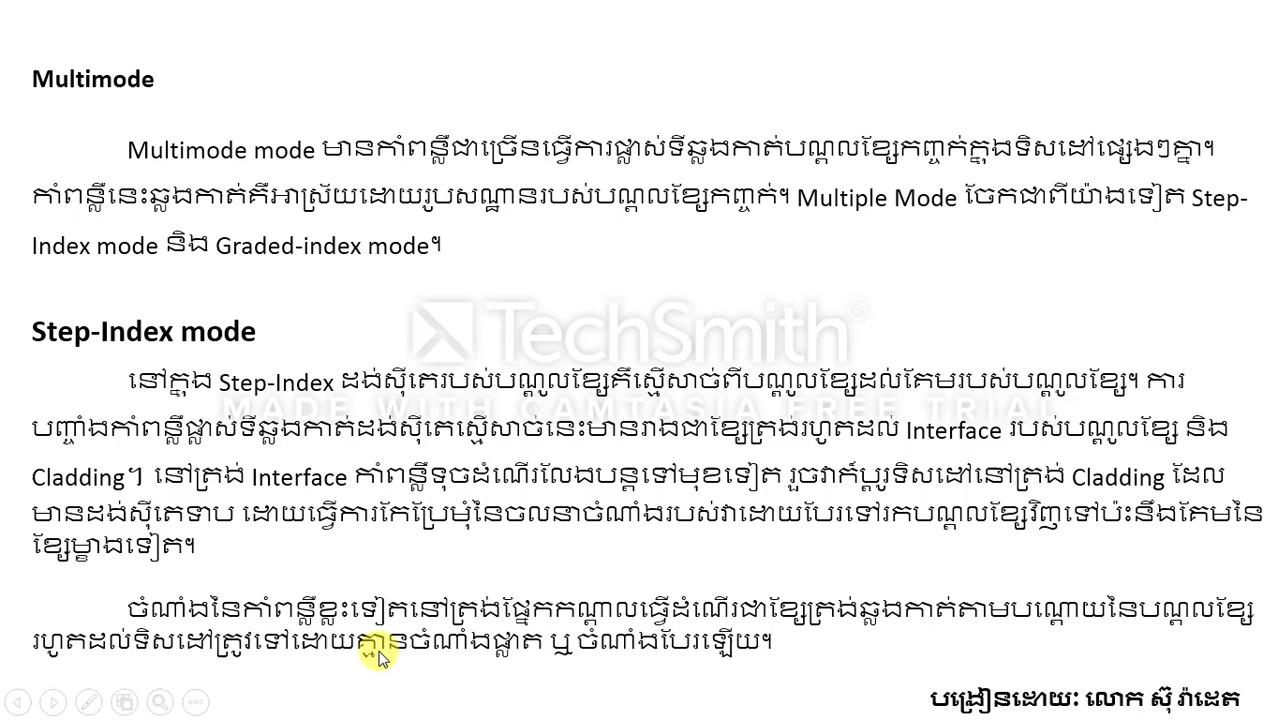 Multimode
Multimode mode មានកាំពន្លឺជាច្រើនធ្វើការផ្លាស់ទីឆ្លងកាត់បណ្តូលខ្សែកញ្ចក់ក្នុងទិសដៅផ្សេងៗគ្នា។
កាំពន្លឺនេះឆ្លងកាត់គឺអាស្រ័យដោយរូបសណ្ឋានរបស់បណ្តូលខ្សែកញ្ចក់។ Multiple Mode ចែកជាពីយ៉ាងទៀត Step-
Index mode និង Graded-index mode។
TechSmith®
Step-Index mode
នៅក្នុង Step-Index ដង់ស៊ីតេរបស់បណ្តូលខ្សែគឺស្មើសាច់ពីបណ្តូលខ្សែដល់គែមរបស់បណ្តូលខ្សែ។ ការ
MADE WITH CAMTASIA FREE TRIAL
បញ្ចាំងកាំពន្លឺផ្លាស់ទីឆ្លងកាត់ដង់ស៊ីតេស្មើសាច់នេះមានរាងជាខ្សែត្រង់រហូតដល់ Interface របស់បណ្តូលខ្សែ និង
Cladding។ នៅត្រង់ Interface កាំពន្លឺទុចដំណើរលែងបន្តទៅមុខទៀត រួចវាក៍ប្តូរទិសដៅនៅត្រង់ Cladding ដែល
មានដង់ស៊ីតេទាប ដោយធ្វើការកែប្រែមុំនៃចលនាចំណាំងរបស់វាដោយបែរទៅរកបណ្តូលខ្សែវិញទៅប៉ះនឹងគែមនៃ
ខ្សែម្ខាងទៀត។
ចំណាំងនៃកាំពន្លឺខ្លះទៀតនៅត្រង់ផ្នែកកណ្តាលធ្វើដំណើរជាខ្សែត្រង់ឆ្លងកាត់តាមបណ្តោយនៃបណ្តូលខ្សែ
រហូតដល់ទិសដៅត្រូវទៅដោយគ្មានចំណាំងផ្លាត ឬ ចំណាំងបែរឡើយ។
បង្រៀនដោយ: លោក ស៊ុ រ៉ាដេត